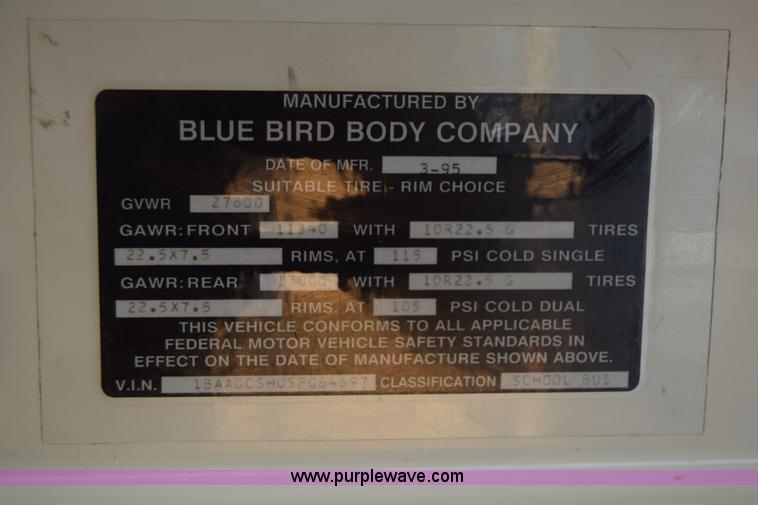 MANUFACTURED BY
BLUE BIRD BODY COMPANY
DATE OF MFR. 3-95
SUITABLE TIRE - RIM CHOICE
GVWR 27800
GAWR: FRONT 11340 WITH 10R22.5 G TIRES
22.5X7.5 RIMS, AT 115 PSI COLD SINGLE
GAWR: REAR WITH 10R22.5 G TIRES
22.5X7.5 RIMS, AT 105 PSI COLD DUAL
THIS VEHICLE CONFORMS TO ALL APPLICABLE
FEDERAL MOTOR VEHICLE SAFETY STANDARDS IN
EFFECT ON THE DATE OF MANUFACTURE SHOWN ABOVE.
V.I.N. 1BAAGCSH0SF064697 CLASSIFICATION SCHOOL BUS
www.purplewave.com